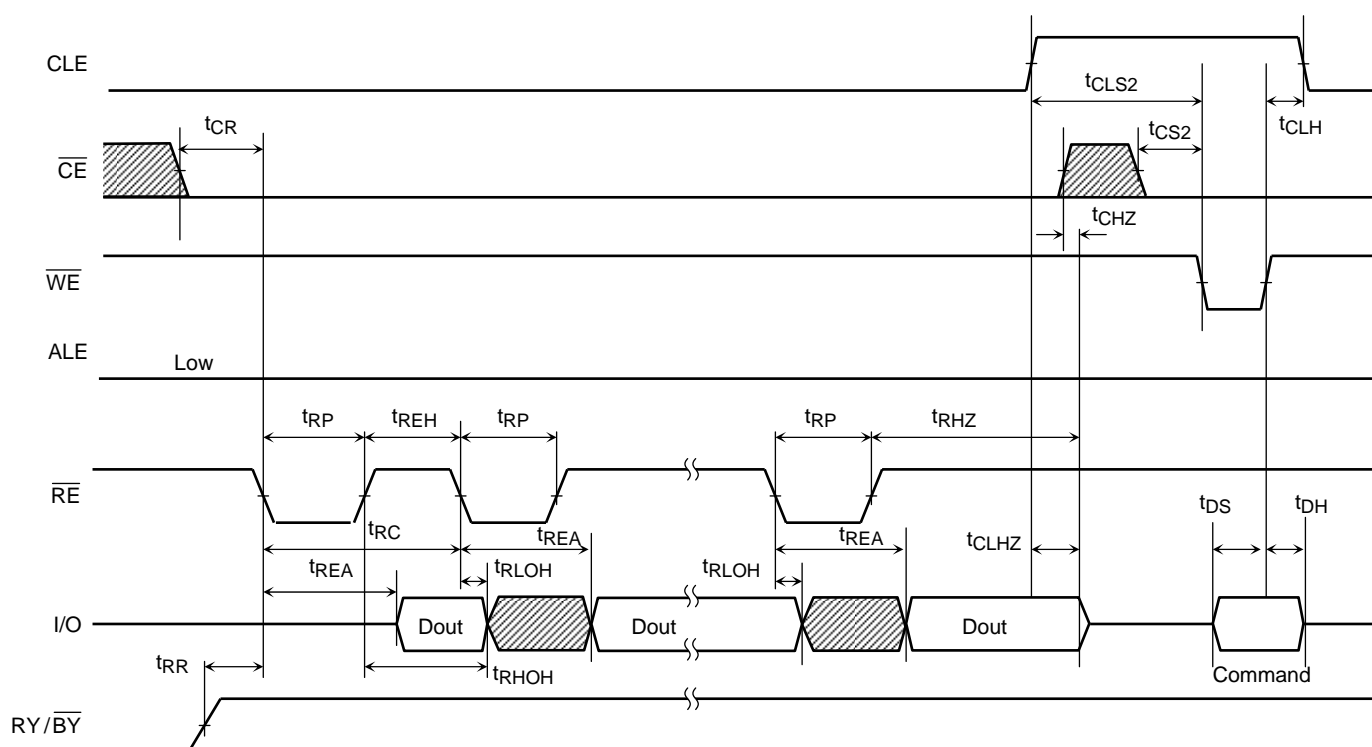 CLE
tCLS2
tCLH
tCR
tCS2
CE
tCHZ
WE
ALE
Low
tRP
tREH
tRP
tRP
tRHZ
RE
tRC
tREA
tREA
tDS
tDH
tREA
tRLOH
tRLOH
tCLHZ
I/O
Dout
Dout
Dout
tRR
tRHOH
Command
RY/BY